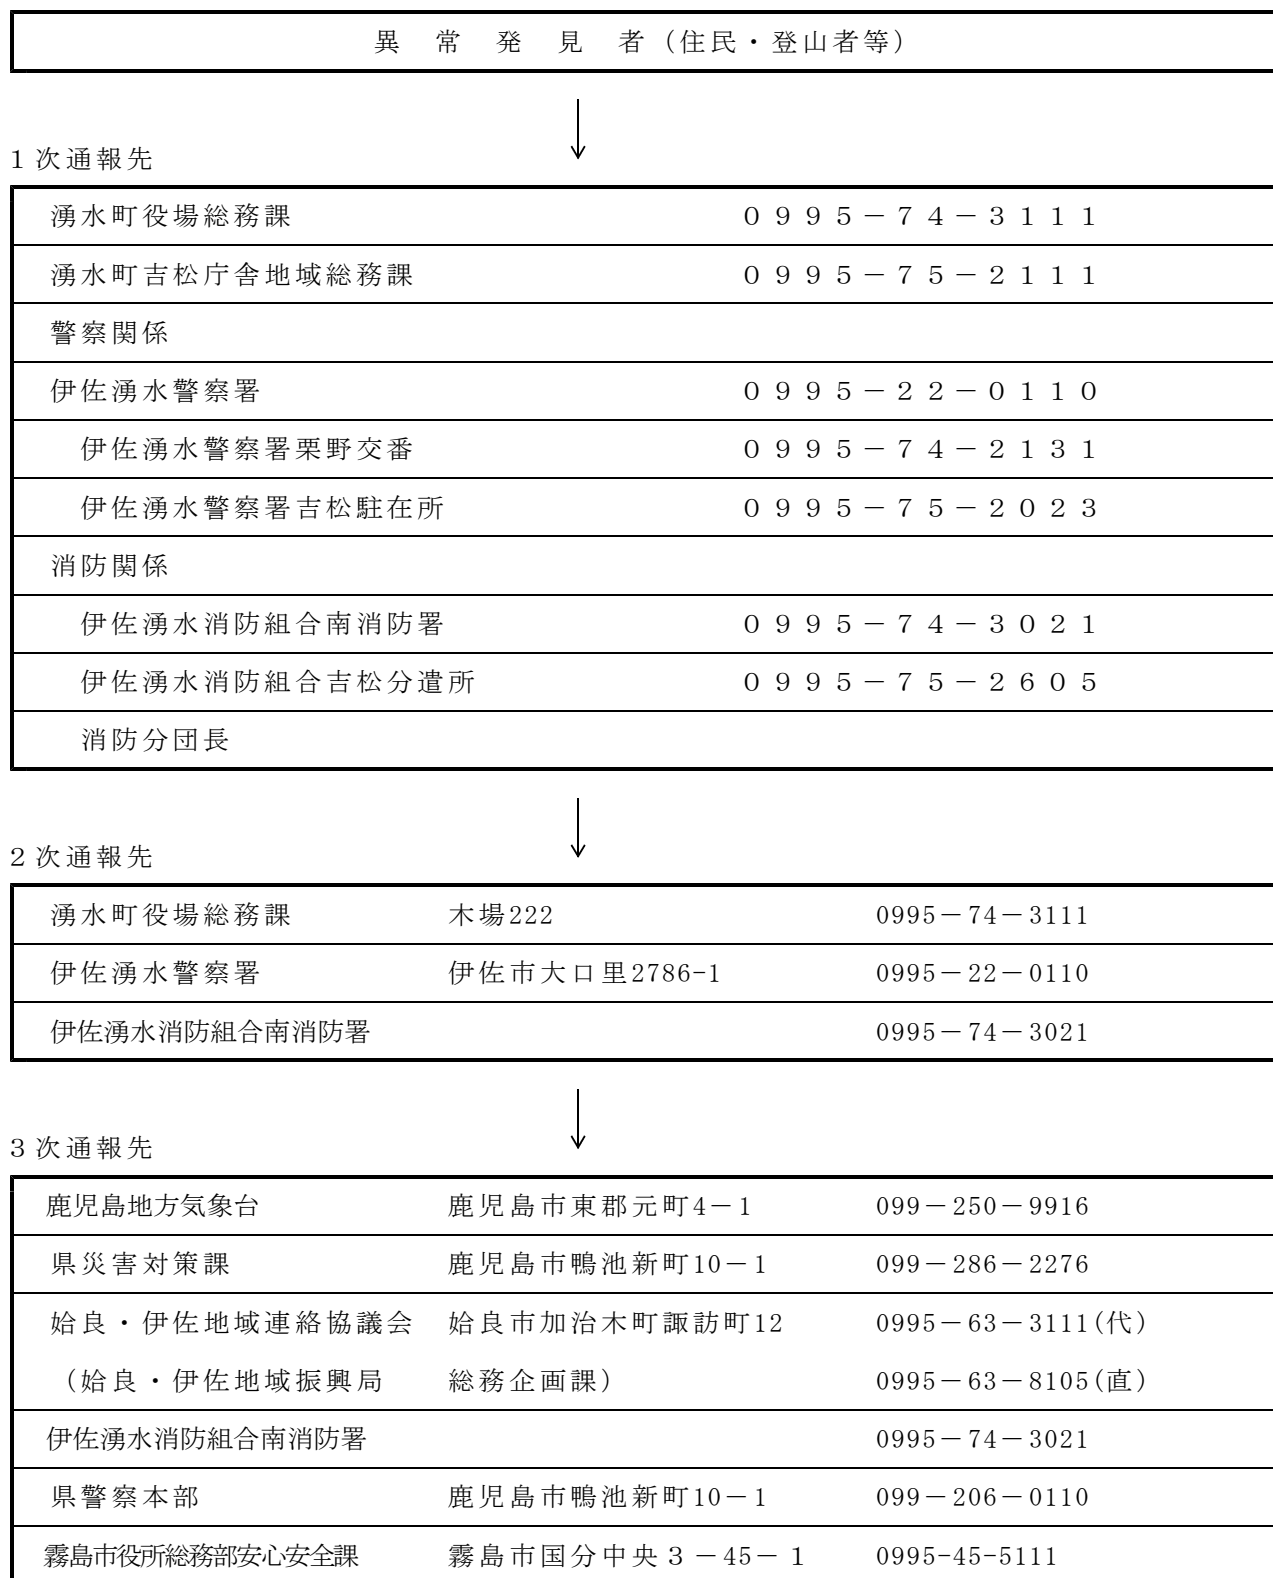 異　常　発　見　者（住民・登山者等）
１次通報先
湧水町役場総務課　０９９５－７４－３１１１
湧水町吉松庁舎地域総務課　０９９５－７５－２１１１
警察関係
伊佐湧水警察署　０９９５－２２－０１１０
伊佐湧水警察署栗野交番　０９９５－７４－２１３１
伊佐湧水警察署吉松駐在所　０９９５－７５－２０２３
消防関係
伊佐湧水消防組合南消防署　０９９５－７４－３０２１
伊佐湧水消防組合吉松分遣所　０９９５－７５－２６０５
消防分団長
２次通報先
湧水町役場総務課　木場222　0995－74－3111
伊佐湧水警察署　伊佐市大口里2786-1　0995－22－0110
伊佐湧水消防組合南消防署　0995－74－3021
３次通報先
鹿児島地方気象台　鹿児島市東郡元町4－1　099－250－9916
県災害対策課　鹿児島市鴨池新町10－1　099－286－2276
姶良・伊佐地域連絡協議会　姶良市加治木町諏訪町12　0995－63－3111(代)
（姶良・伊佐地域振興局　総務企画課）　0995－63－8105(直)
伊佐湧水消防組合南消防署　0995－74－3021
県警察本部　鹿児島市鴨池新町10－1　099－206－0110
霧島市役所総務部安心安全課　霧島市国分中央３－45－１　0995-45-5111